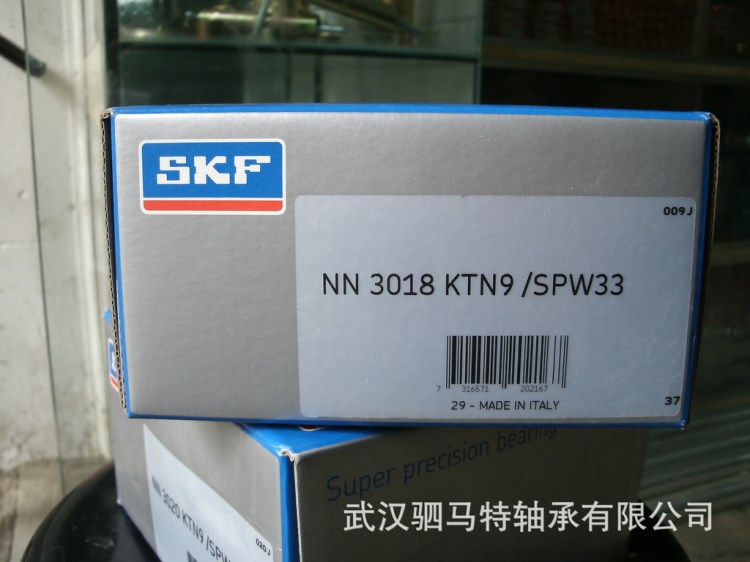 SKF
009 J
NN 3018 KTN9 /SPW33
7 316571 202167
29 - MADE IN ITALY
37
Super precision bearing
NN 3020 KTN9 /SPW
020 J
武汉驷马特轴承有限公司